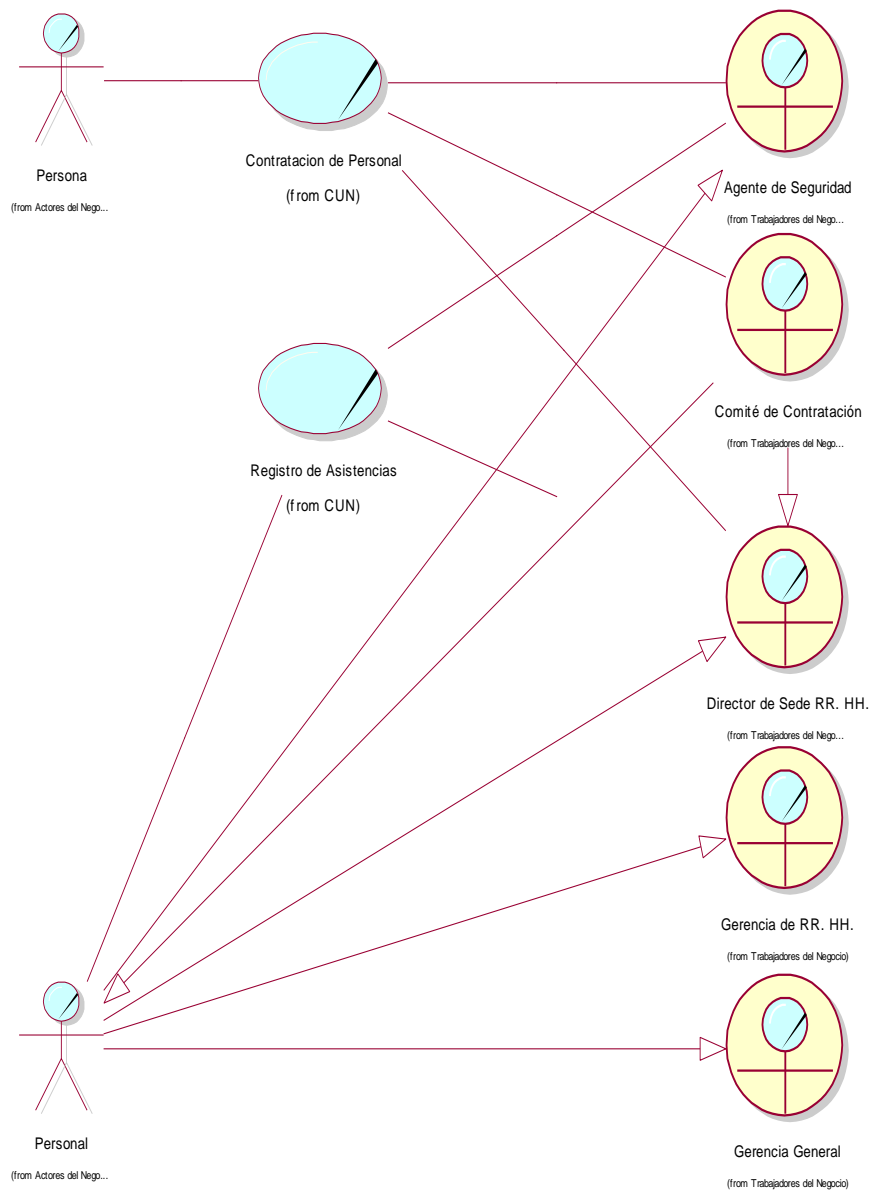 Persona
(from Actores del Nego...
Contratacion de Personal
(from CUN)
Agente de Seguridad
(from Trabajadores del Nego...
Comité de Contratación
(from Trabajadores del Nego...
Registro de Asistencias
(from CUN)
Director de Sede RR. HH.
(from Trabajadores del Nego...
Gerencia de RR. HH.
(from Trabajadores del Negocio)
Personal
(from Actores del Nego...
Gerencia General
(from Trabajadores del Negocio)